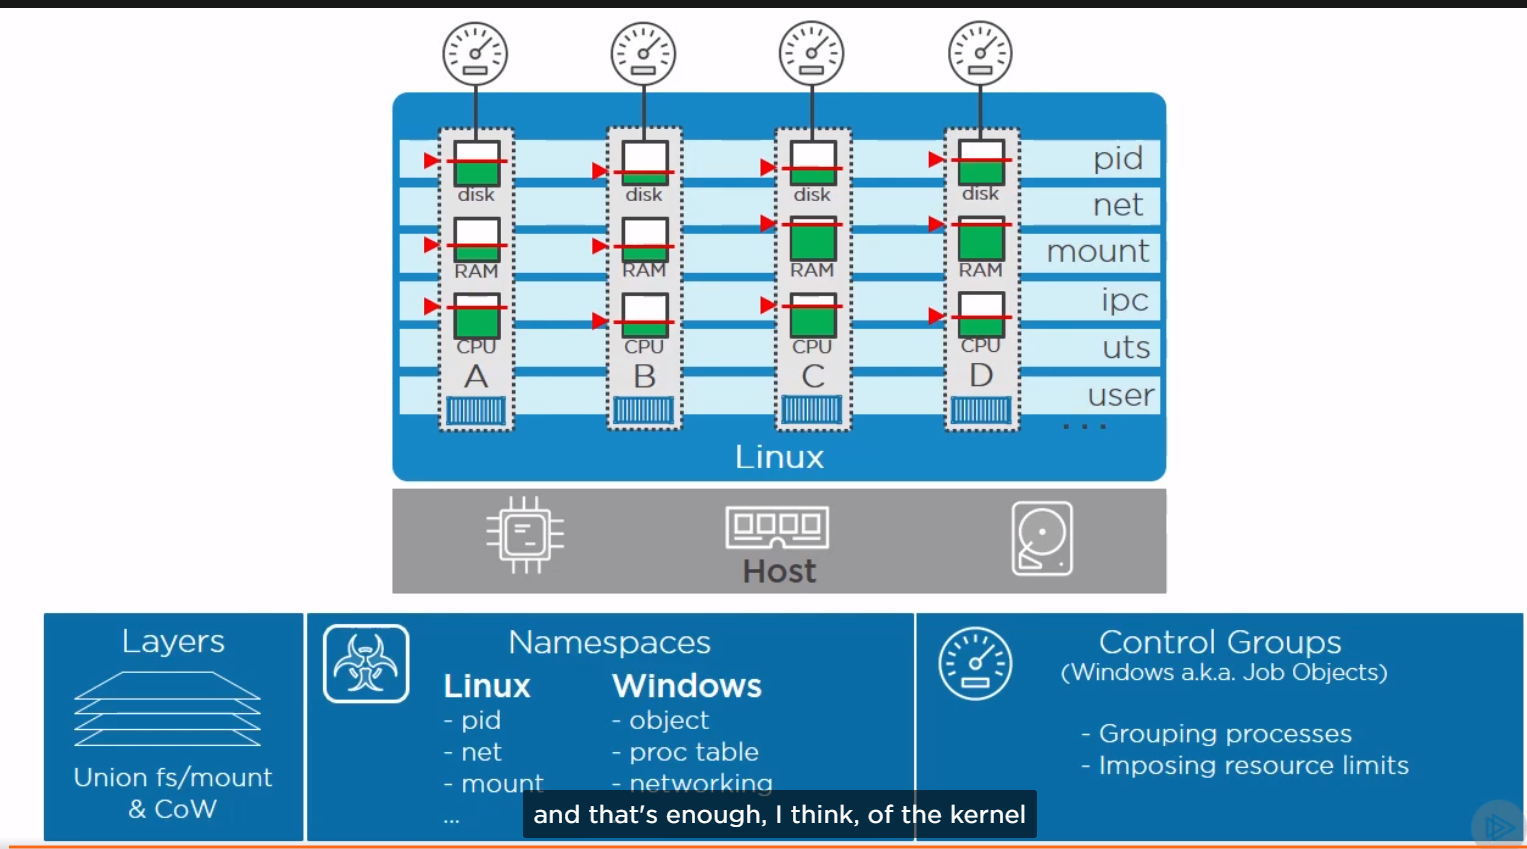 pid
disk disk disk disk
net
mount
RAM RAM RAM RAM
ipc
CPU CPU CPU CPU
uts
A B C D
user
...
Linux
Host
Layers
Union fs/mount
& CoW
Namespaces
Linux
- pid
- net
- mount
...
Windows
- object
- proc table
- networking
Control Groups
(Windows a.k.a. Job Objects)
- Grouping processes
- Imposing resource limits
and that's enough, I think, of the kernel